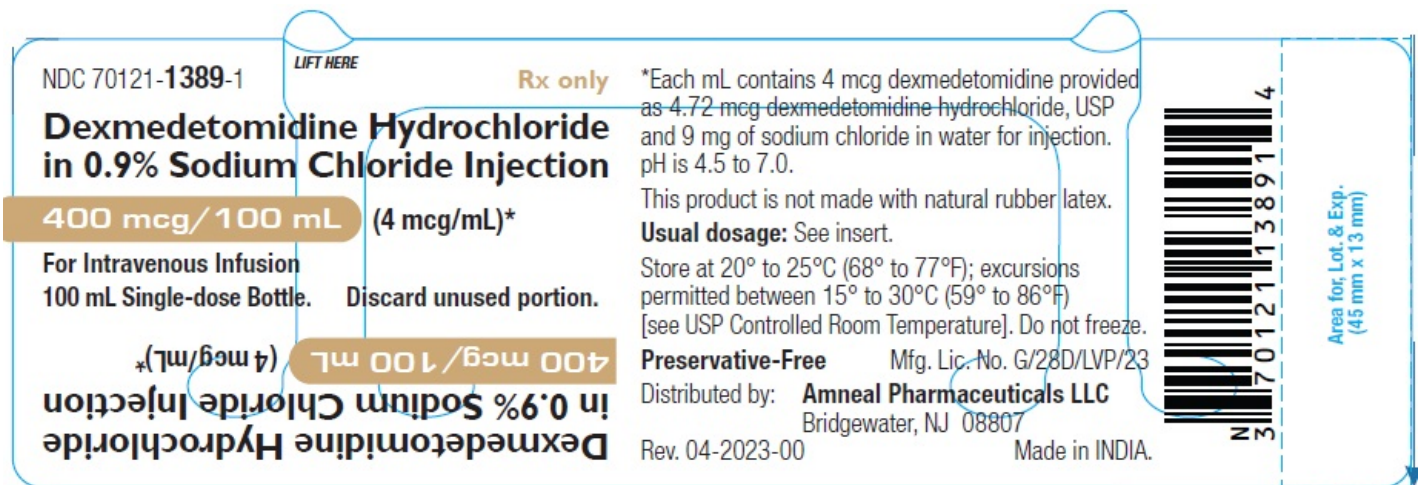 NDC 70121-1389-1
LIFT HERE
Rx only
Dexmedetomidine Hydrochloride
in 0.9% Sodium Chloride Injection
400 mcg/100 mL (4 mcg/mL)*
For Intravenous Infusion
100 mL Single-dose Bottle. Discard unused portion.
Dexmedetomidine Hydrochloride
in 0.9% Sodium Chloride Injection
400 mcg/100 mL (4 mcg/mL)*
*Each mL contains 4 mcg dexmedetomidine provided
as 4.72 mcg dexmedetomidine hydrochloride, USP
and 9 mg of sodium chloride in water for injection.
pH is 4.5 to 7.0.
This product is not made with natural rubber latex.
Usual dosage: See insert.
Store at 20° to 25°C (68° to 77°F); excursions
permitted between 15° to 30°C (59° to 86°F)
[see USP Controlled Room Temperature]. Do not freeze.
Preservative-Free Mfg. Lic. No. G/28D/LVP/23
Distributed by: Amneal Pharmaceuticals LLC
Bridgewater, NJ 08807
Rev. 04-2023-00 Made in INDIA.
N
3 70121 13891 4
Area for, Lot. & Exp.
(45 mm x 13 mm)